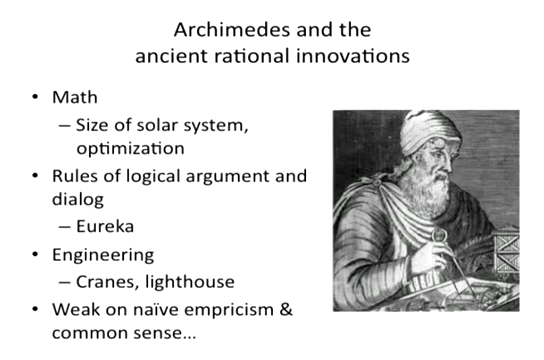 Archimedes and the
ancient rational innovations
• Math
– Size of solar system,
optimization
• Rules of logical argument and
dialog
– Eureka
• Engineering
– Cranes, lighthouse
• Weak on naïve empricism &
common sense...